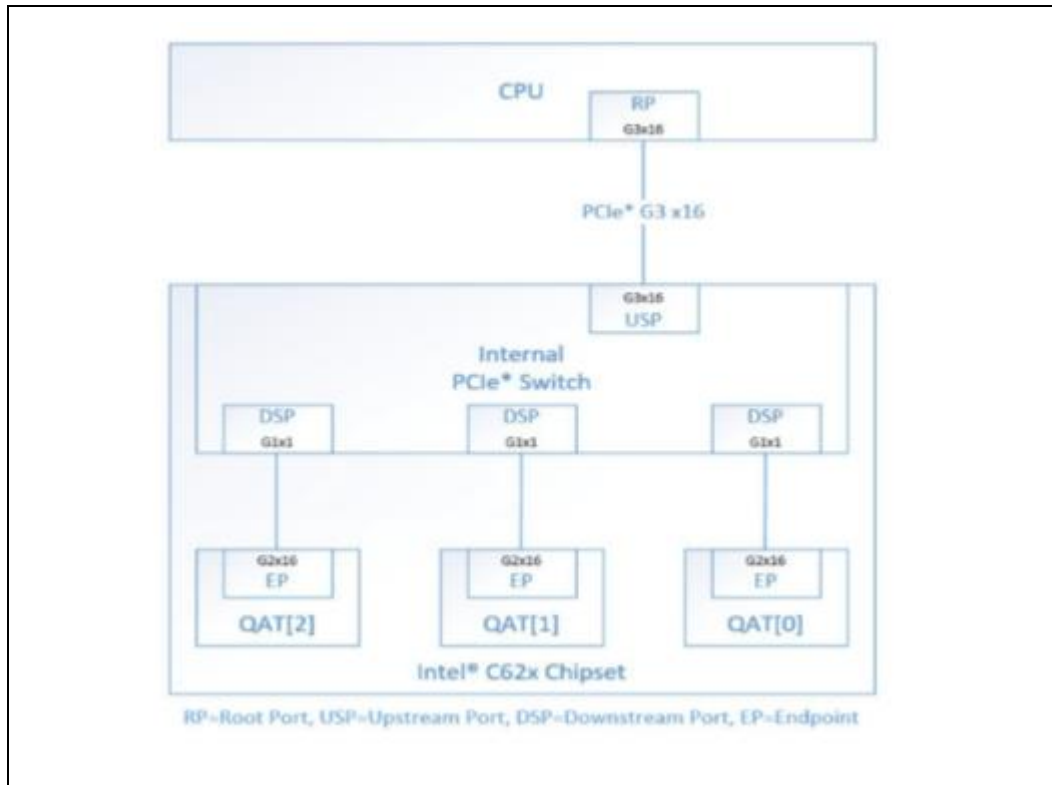 CPU
RP
G3x16
PCIe* G3 x16
G3x16
USP
Internal
PCIe* Switch
DSP DSP DSP
G1x1 G1x1 G1x1
G2x16 G2x16 G2x16
EP EP EP
QAT[2] QAT[1] QAT[0]
Intel® C62x Chipset
RP=Root Port, USP=Upstream Port, DSP=Downstream Port, EP=Endpoint